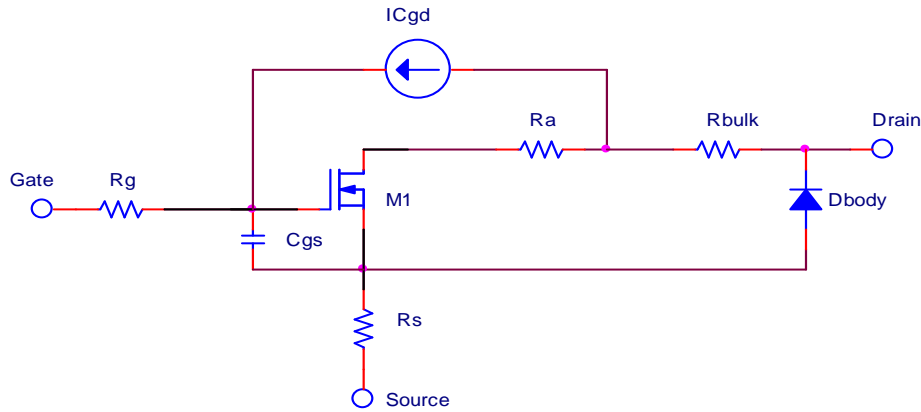 ICgd
Ra
Rbulk
Drain
Gate
Rg
M1
Dbody
Cgs
Rs
Source